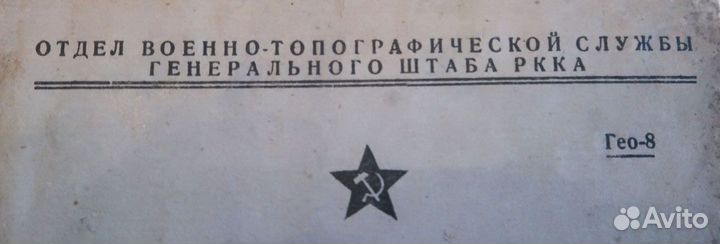 ОТДЕЛ ВОЕННО-ТОПОГРАФИЧЕСКОЙ СЛУЖБЫ
ГЕНЕРАЛЬНОГО ШТАБА РККА
Гео-8
Avito